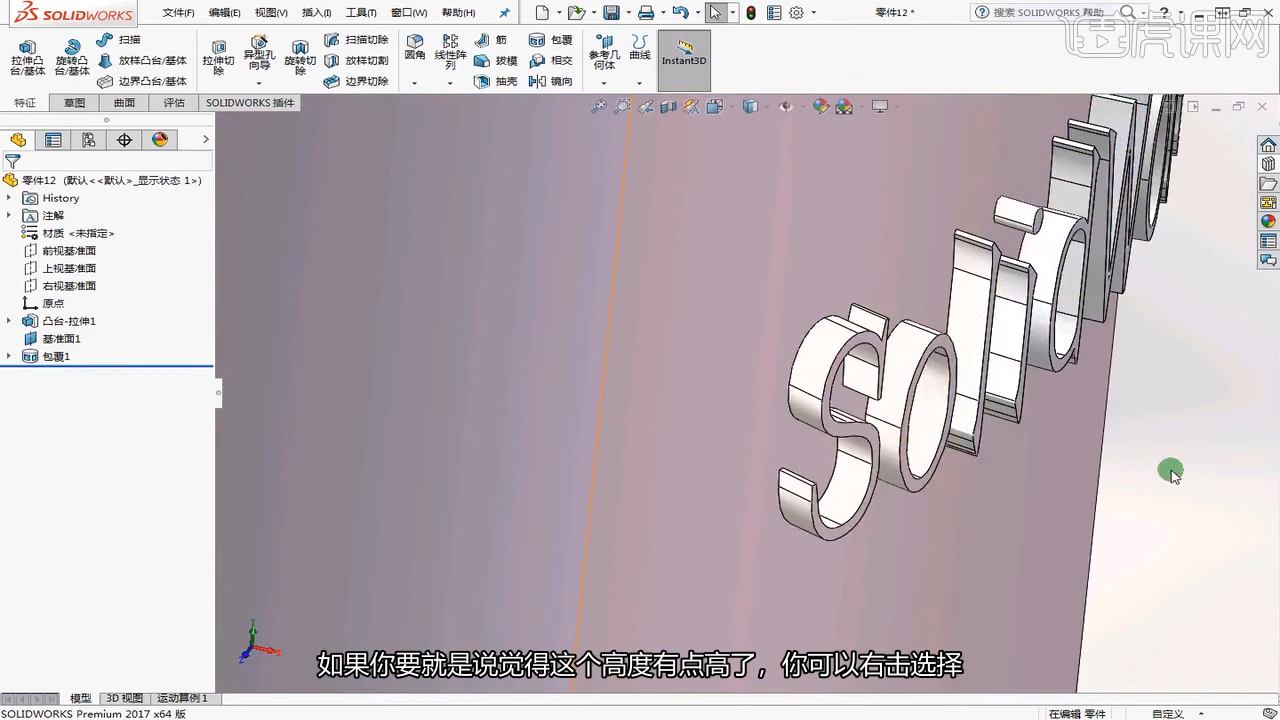 SOLIDWORKS
文件(F) 编辑(E) 视图(V) 插入(I) 工具(T) 窗口(W) 帮助(H)
零件12 *
搜索 SOLIDWORKS 帮助
虎课网
拉伸凸台/基体
旋转凸台/基体
扫描
放样凸台/基体
边界凸台/基体
拉伸切除
异型孔向导
旋转切除
扫描切除
放样切割
边界切除
圆角
线性阵列
筋
拔模
抽壳
包覆
相交
镜向
参考几何体
曲线
Instant3D
特征 草图 曲面 评估 SOLIDWORKS 插件
零件12 (默认<<默认>_显示状态 1>)
History
注解
材质 <未指定>
前视基准面
上视基准面
右视基准面
原点
凸台-拉伸1
基准面1
包覆1
如果你要就是说觉得这个高度有点高了，你可以右击选择
模型 3D 视图 运动算例 1
SOLIDWORKS Premium 2017 x64 版
在编辑 零件
自定义